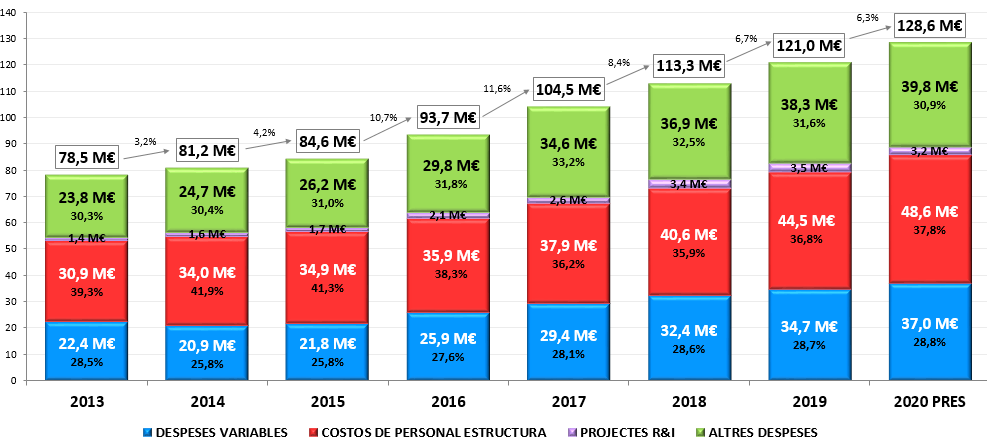 140
130
120
110
100
90
80
70
60
50
40
30
20
10
0
78,5 M€
3,2%
81,2 M€
4,2%
84,6 M€
10,7%
93,7 M€
11,6%
104,5 M€
8,4%
113,3 M€
6,7%
121,0 M€
6,3%
128,6 M€
23,8 M€
30,3%
1,4 M€
30,9 M€
39,3%
22,4 M€
28,5%
24,7 M€
30,4%
1,6 M€
34,0 M€
41,9%
20,9 M€
25,8%
26,2 M€
31,0%
1,7 M€
34,9 M€
41,3%
21,8 M€
25,8%
29,8 M€
31,8%
2,1 M€
35,9 M€
38,3%
25,9 M€
27,6%
34,6 M€
33,2%
2,6 M€
37,9 M€
36,2%
29,4 M€
28,1%
36,9 M€
32,5%
3,4 M€
40,6 M€
35,9%
32,4 M€
28,6%
38,3 M€
31,6%
3,5 M€
44,5 M€
36,8%
34,7 M€
28,7%
39,8 M€
30,9%
3,2 M€
48,6 M€
37,8%
37,0 M€
28,8%
2013 2014 2015 2016 2017 2018 2019 2020 PRES
DESPESES VARIABLES COSTOS DE PERSONAL ESTRUCTURA PROJECTES R&I ALTRES DESPESES